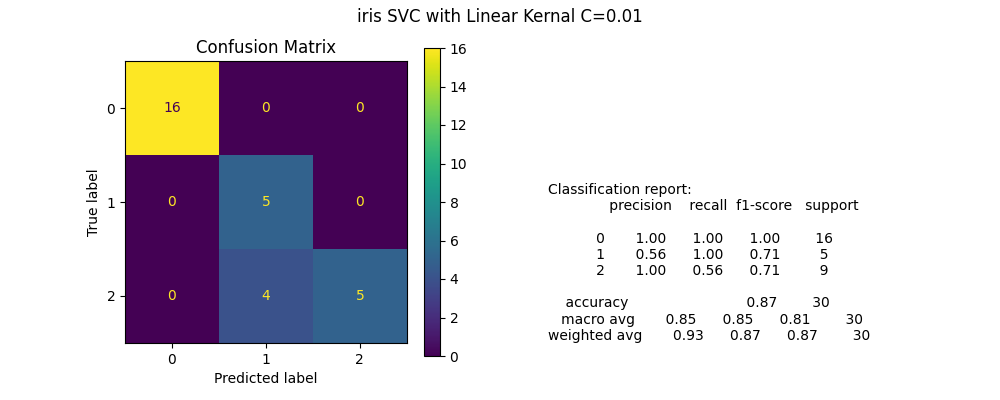 iris SVC with Linear Kernal C=0.01
Confusion Matrix
True label
0 16 0 0
1 0 5 0
2 0 4 5
0 1 2
Predicted label
16
14
12
10
8
6
4
2
0
Classification report:
precision recall f1-score support
0 1.00 1.00 1.00 16
1 0.56 1.00 0.71 5
2 1.00 0.56 0.71 9
accuracy 0.87 30
macro avg 0.85 0.85 0.81 30
weighted avg 0.93 0.87 0.87 30